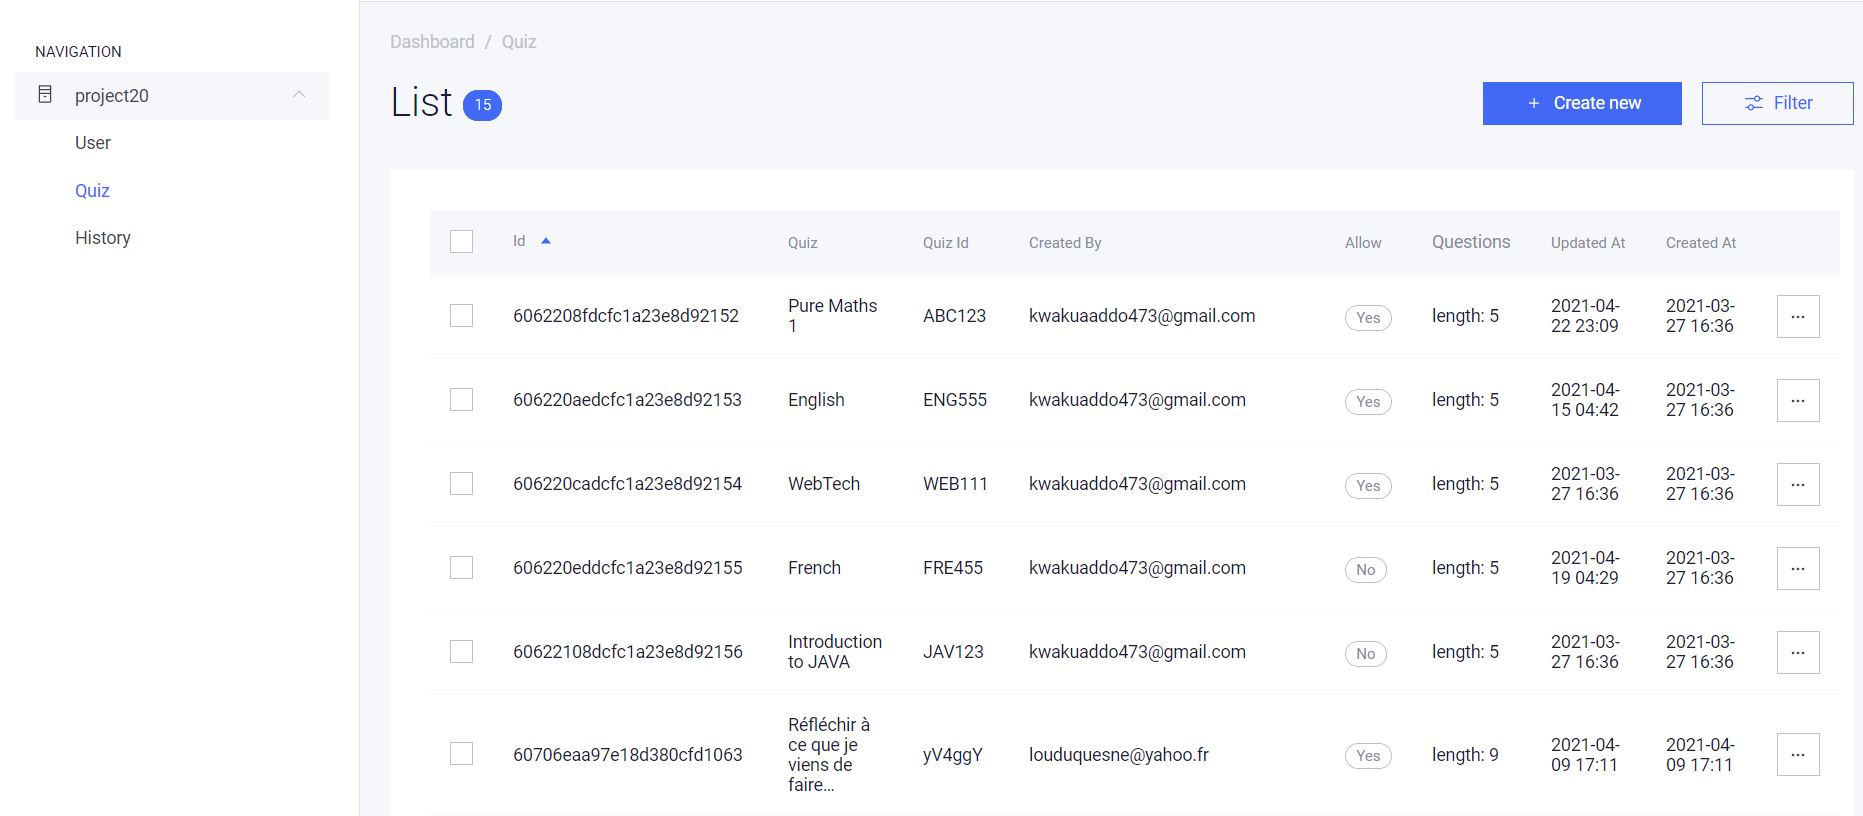 NAVIGATION
project20
User
Quiz
History
Dashboard / Quiz
List 15
+ Create new
Filter
Id Quiz Quiz Id Created By Allow Questions Updated At Created At
6062208fdcfc1a23e8d92152 Pure Maths 1 ABC123 kwakuaaddo473@gmail.com Yes length: 5 2021-04-22 23:09 2021-03-27 16:36 ...
606220aedcfc1a23e8d92153 English ENG555 kwakuaddo473@gmail.com Yes length: 5 2021-04-15 04:42 2021-03-27 16:36 ...
606220cadcfc1a23e8d92154 WebTech WEB111 kwakuaddo473@gmail.com Yes length: 5 2021-03-27 16:36 2021-03-27 16:36 ...
606220eddcfc1a23e8d92155 French FRE455 kwakuaddo473@gmail.com No length: 5 2021-04-19 04:29 2021-03-27 16:36 ...
60622108dcfc1a23e8d92156 Introduction to JAVA JAV123 kwakuaddo473@gmail.com No length: 5 2021-03-27 16:36 2021-03-27 16:36 ...
60706eaa97e18d380cfd1063 Réfléchir à ce que je viens de faire... yV4ggY louduquesne@yahoo.fr Yes length: 9 2021-04-09 17:11 2021-04-09 17:11 ...